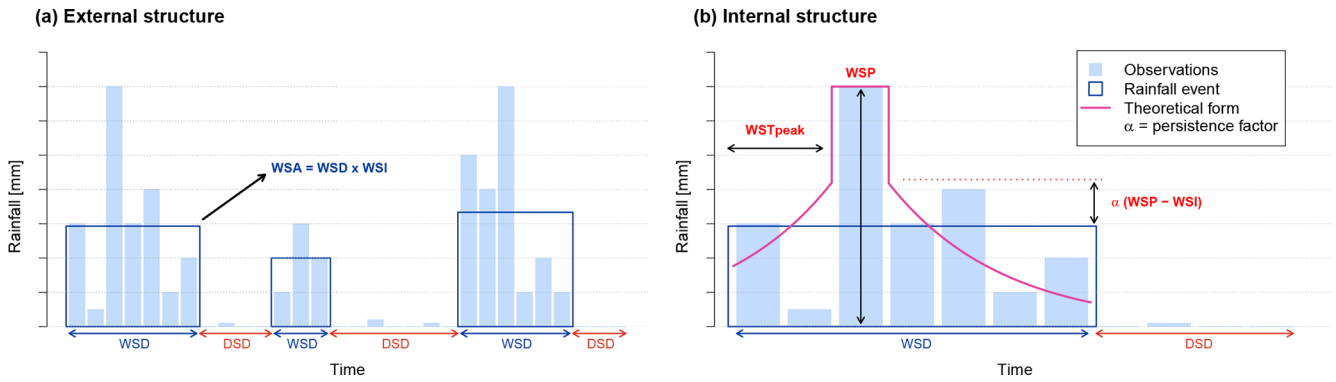 (a) External structure
Rainfall [mm]
WSA = WSD x WSI
WSD
DSD
WSD
DSD
WSD
DSD
Time
(b) Internal structure
Rainfall [mm]
WSP
WSTpeak
Observations
Rainfall event
Theoretical form
α = persistence factor
α (WSP − WSI)
WSD
DSD
Time